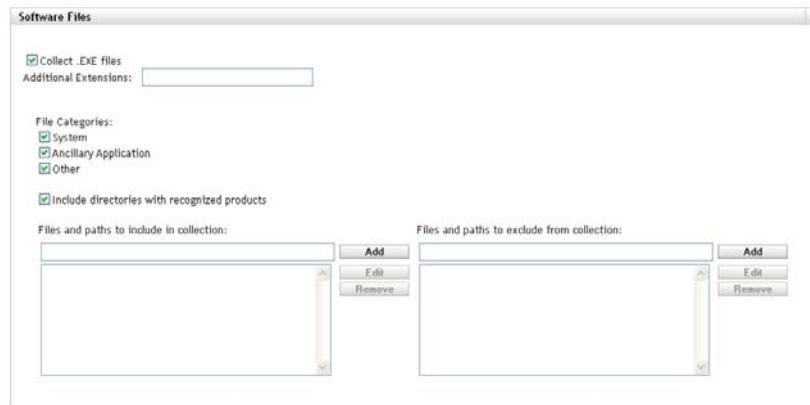 Software Files
Collect .EXE files
Additional Extensions:
File Categories:
System
Ancillary Application
Other
Include directories with recognized products
Files and paths to include in collection:
Files and paths to exclude from collection:
Add
Add
Edit
Edit
Remove
Remove